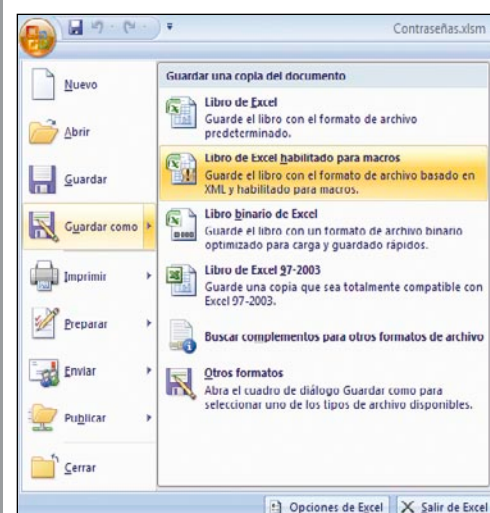 Contraseñas.xlsm
Nuevo
Abrir
Guardar
Guardar como
Imprimir
Preparar
Enviar
Publicar
Cerrar
Guardar una copia del documento
Libro de Excel
Guarde el libro con el formato de archivo
predeterminado.
Libro de Excel habilitado para macros
Guarde el libro con el formato de archivo basado en
XML y habilitado para macros.
Libro binario de Excel
Guarde el libro con un formato de archivo binario
optimizado para carga y guardado rápidos.
Libro de Excel 97-2003
Guarde una copia que sea totalmente compatible con
Excel 97-2003.
Buscar complementos para otros formatos de archivo
Otros formatos
Abra el cuadro de diálogo Guardar como para
seleccionar uno de los tipos de archivo disponibles.
Opciones de Excel
Salir de Excel